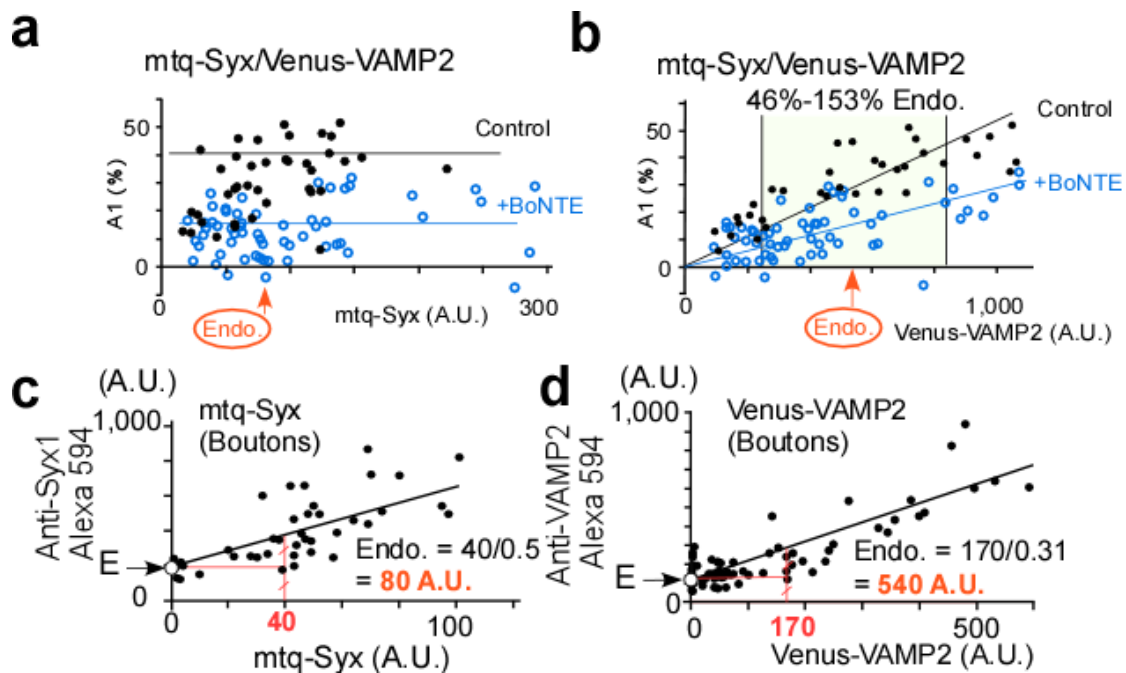 a
mtq-Syx/Venus-VAMP2
A1 (%)
50
0
Control
+BoNTE
0
300
mtq-Syx (A.U.)
Endo.
b
mtq-Syx/Venus-VAMP2
46%-153% Endo.
A1 (%)
50
0
Control
+BoNTE
0
1,000
Endo.
Venus-VAMP2 (A.U.)
c
(A.U.)
1,000
mtq-Syx
(Boutons)
Anti-Syx1
Alexa 594
E
0
Endo. = 40/0.5
= 80 A.U.
0
40
100
mtq-Syx (A.U.)
d
(A.U.)
1,000
Venus-VAMP2
(Boutons)
Anti-VAMP2
Alexa 594
E
0
Endo. = 170/0.31
= 540 A.U.
0
170
500
Venus-VAMP2 (A.U.)